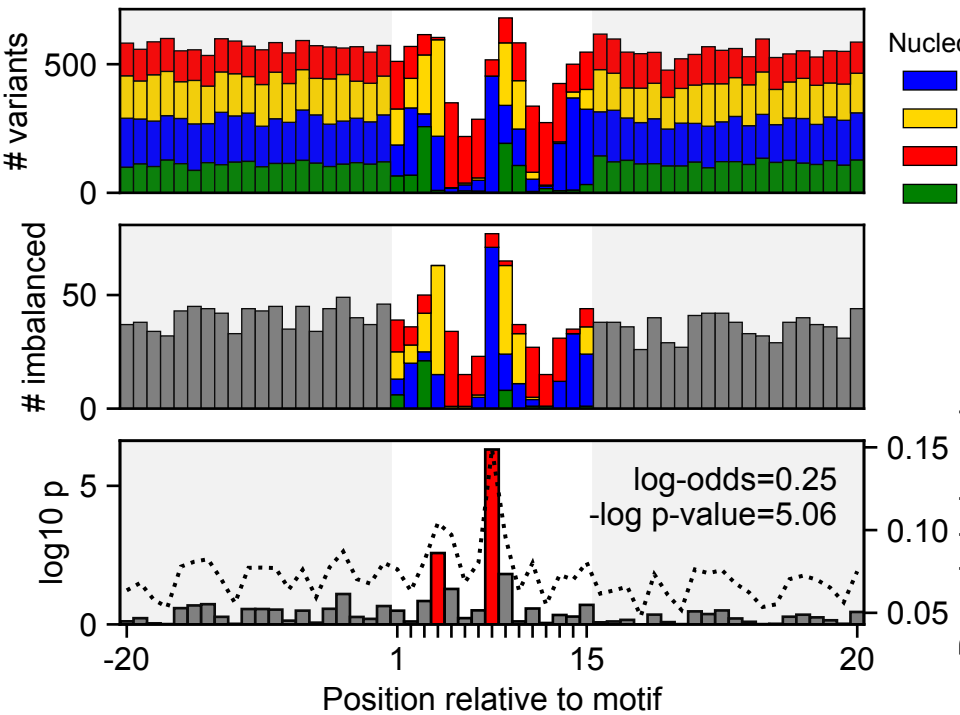 # variants
500
0
Nuclec
# imbalanced
50
0
log10 p
5
0
log-odds=0.25
-log p-value=5.06
0.15
0.10
0.05
-20
1
15
20
Position relative to motif